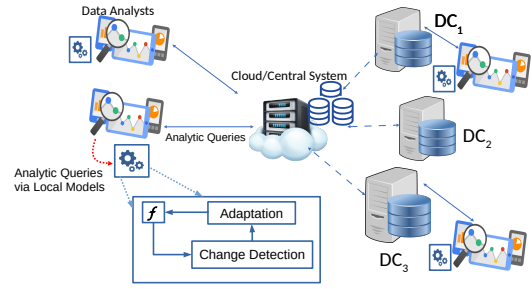 Data Analysts
DC1
Cloud/Central System
Analytic Queries
DC2
Analytic Queries
via Local Models
f
Adaptation
Change Detection
DC3